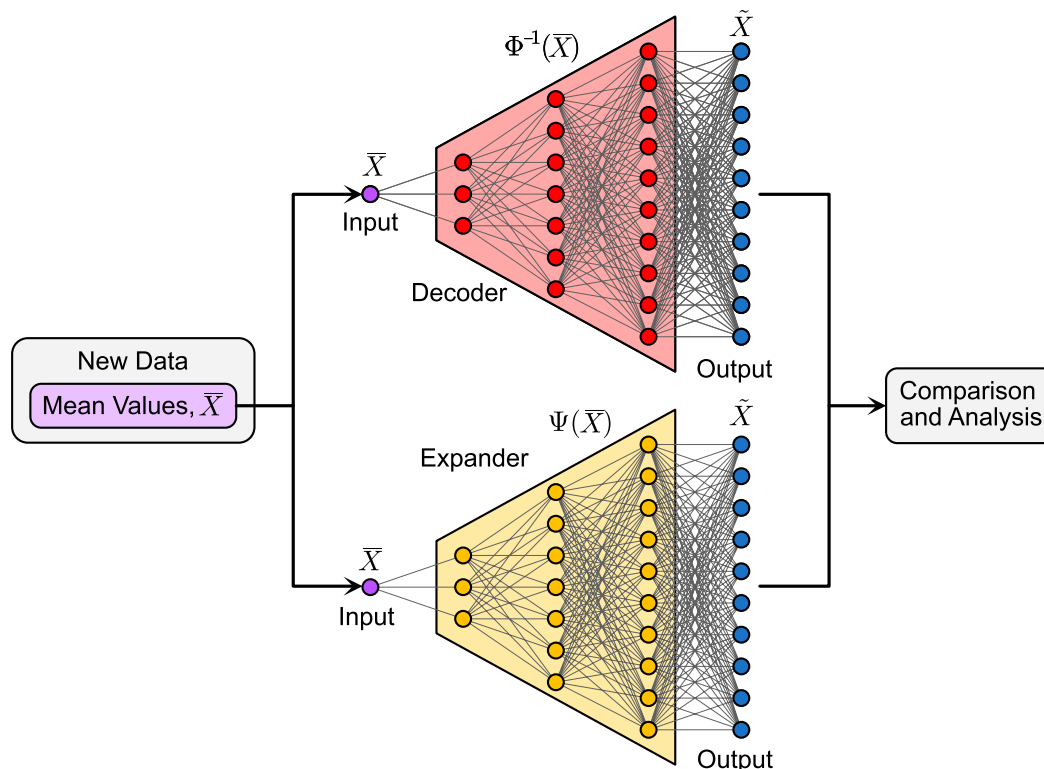 Φ⁻¹(X̅)
X̃
X̅
Input
Decoder
Output
New Data
Mean Values, X̅
Comparison
and Analysis
Ψ(X̅)
X̃
Expander
X̅
Input
Output